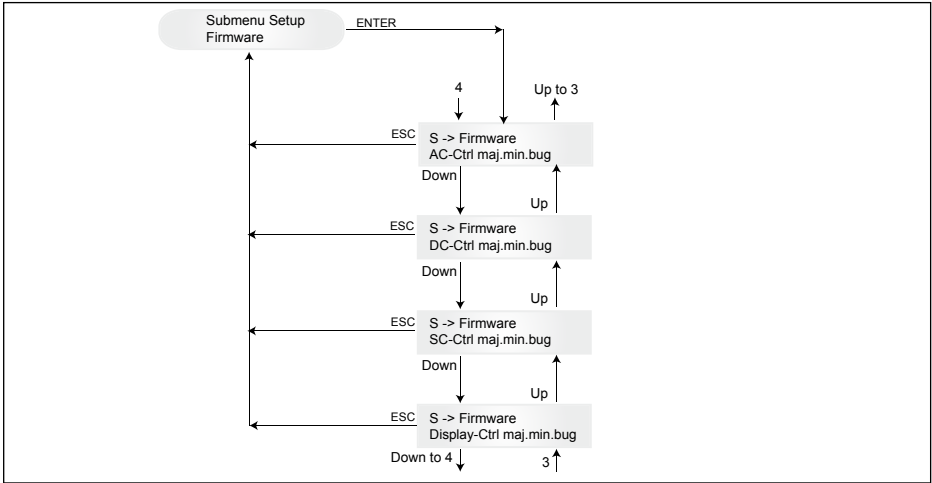 Submenu Setup
Firmware
ENTER
4
Up to 3
ESC
S -> Firmware
AC-Ctrl maj.min.bug
Down
Up
ESC
S -> Firmware
DC-Ctrl maj.min.bug
Down
Up
ESC
S -> Firmware
SC-Ctrl maj.min.bug
Down
Up
ESC
S -> Firmware
Display-Ctrl maj.min.bug
Down to 4
3